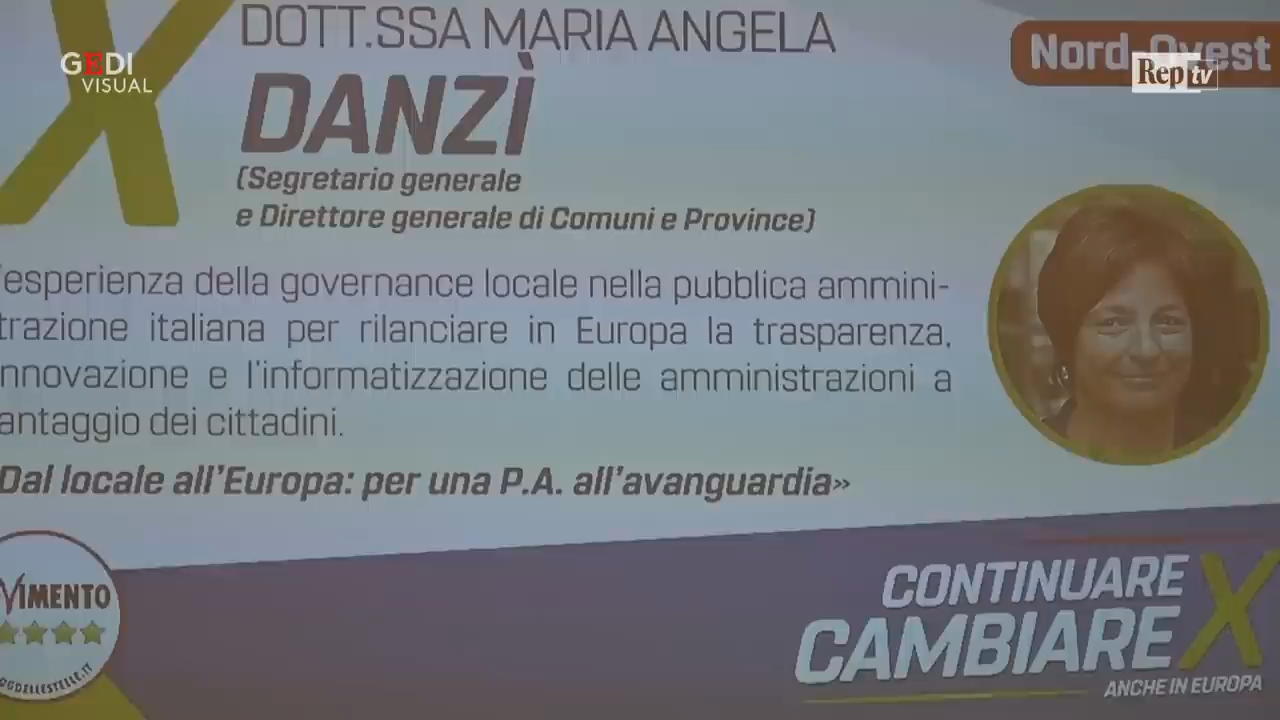 DOTT.SSA MARIA ANGELA
GEDI
VISUAL
Nord-Ovest
Rep tv
DANZÌ
(Segretario generale
e Direttore generale di Comuni e Province)
'esperienza della governance locale nella pubblica ammini-
trazione italiana per rilanciare in Europa la trasparenza,
nnovazione e l'informatizzazione delle amministrazioni a
antaggio dei cittadini.
Dal locale all'Europa: per una P.A. all'avanguardia»
VIMENTO
OGDELLESTELLE.IT
CONTINUARE X
CAMBIARE
ANCHE IN EUROPA